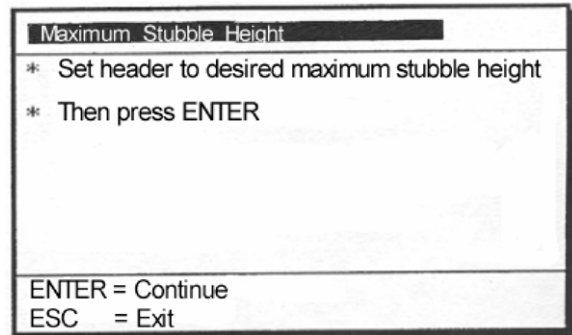 Maximum Stubble Height
* Set header to desired maximum stubble height
* Then press ENTER
ENTER = Continue
ESC = Exit